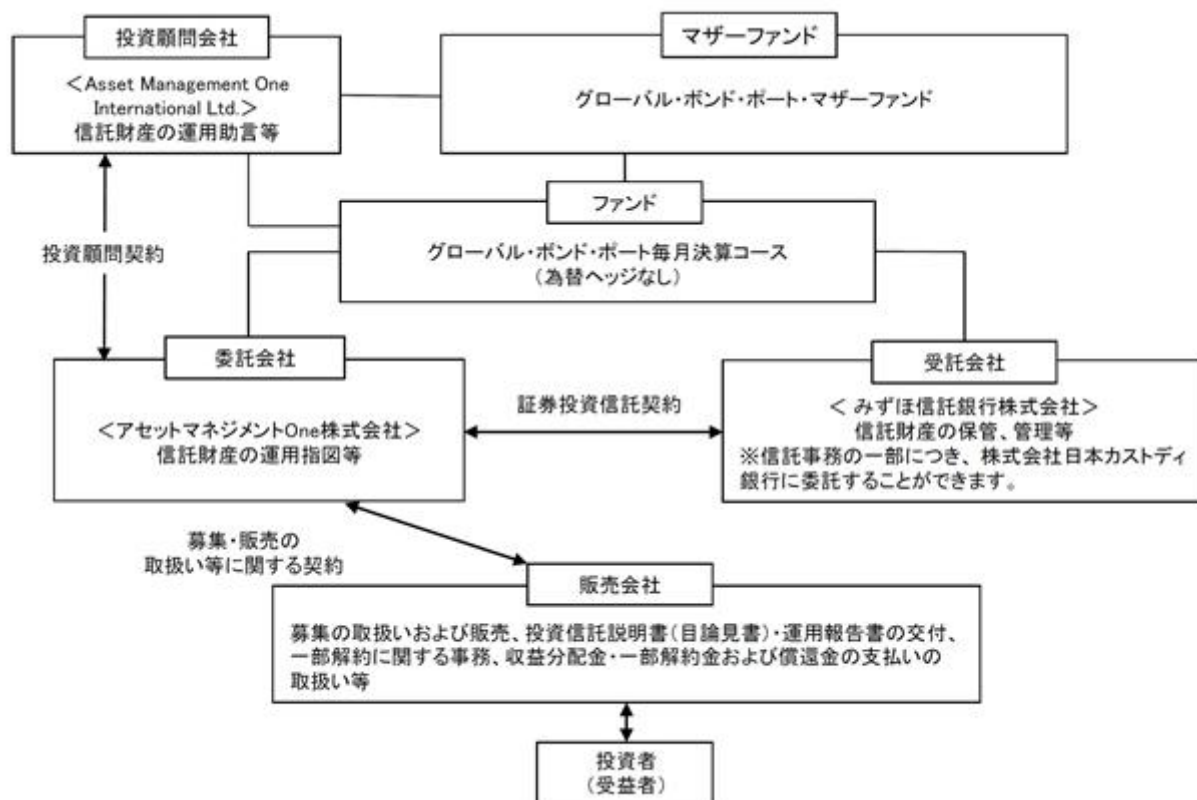 投資顧問会社
＜Asset Management One
International Ltd.＞
信託財産の運用助言等
マザーファンド
グローバル・ボンド・ポート・マザーファンド
ファンド
グローバル・ボンド・ポート毎月決算コース
（為替ヘッジなし）
投資顧問契約
委託会社
＜アセットマネジメントOne株式会社＞
信託財産の運用指図等
証券投資信託契約
受託会社
＜ みずほ信託銀行株式会社＞
信託財産の保管、管理等
※信託事務の一部につき、株式会社日本カストディ
銀行に委託することができます。
募集・販売の
取扱い等に関する契約
販売会社
募集の取扱いおよび販売、投資信託説明書（目論見書）・運用報告書の交付、
一部解約に関する事務、収益分配金・一部解約金および償還金の支払いの
取扱い等
投資者
（受益者）